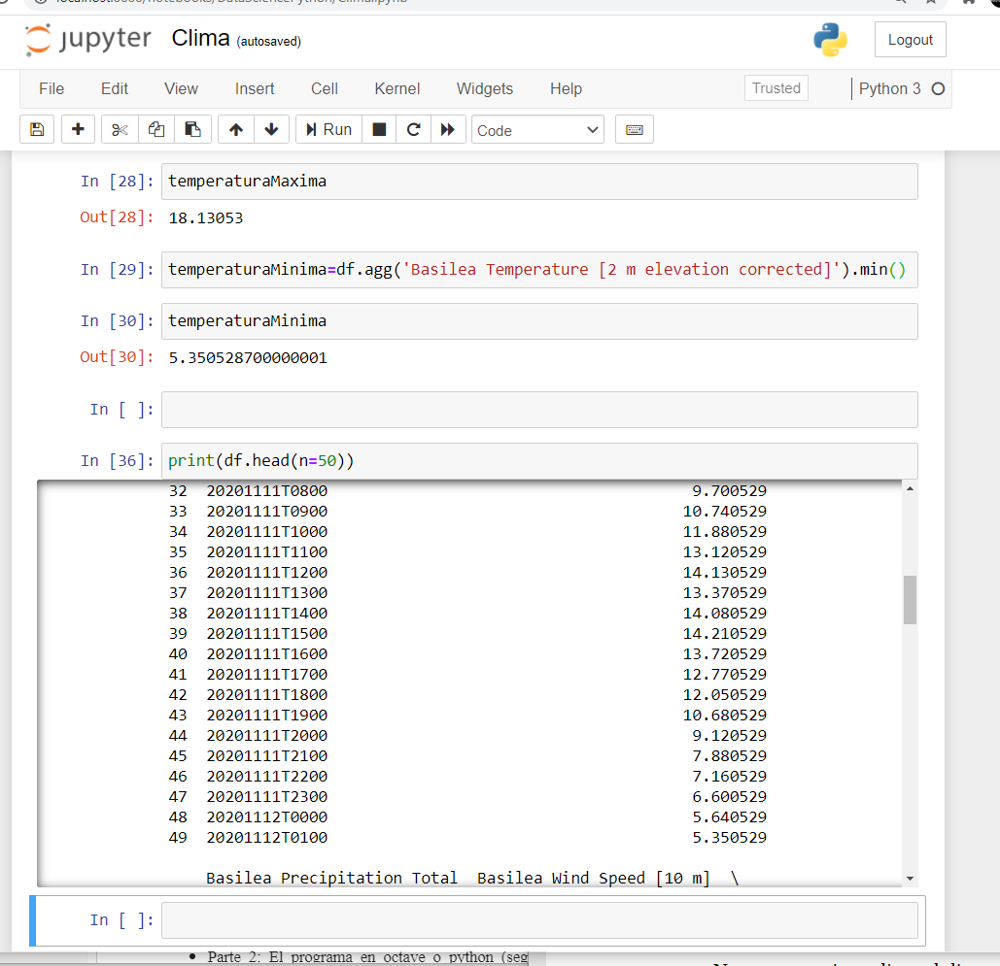 jupyter Clima (autosaved)
Logout
File Edit View Insert Cell Kernel Widgets Help Trusted Python 3
Run Code
In [28]: temperaturaMaxima
Out[28]: 18.13053
In [29]: temperaturaMinima=df.agg('Basilea Temperature [2 m elevation corrected]').min()
In [30]: temperaturaMinima
Out[30]: 5.350528700000001
In [ ]:
In [36]: print(df.head(n=50))
32 20201111T0800 9.700529
33 20201111T0900 10.740529
34 20201111T1000 11.880529
35 20201111T1100 13.120529
36 20201111T1200 14.130529
37 20201111T1300 13.370529
38 20201111T1400 14.080529
39 20201111T1500 14.210529
40 20201111T1600 13.720529
41 20201111T1700 12.770529
42 20201111T1800 12.050529
43 20201111T1900 10.680529
44 20201111T2000 9.120529
45 20201111T2100 7.880529
46 20201111T2200 7.160529
47 20201111T2300 6.600529
48 20201112T0000 5.640529
49 20201112T0100 5.350529
Basilea Precipitation Total Basilea Wind Speed [10 m] \
In [ ]:
• Parte 2: El programa en octave o python (seg